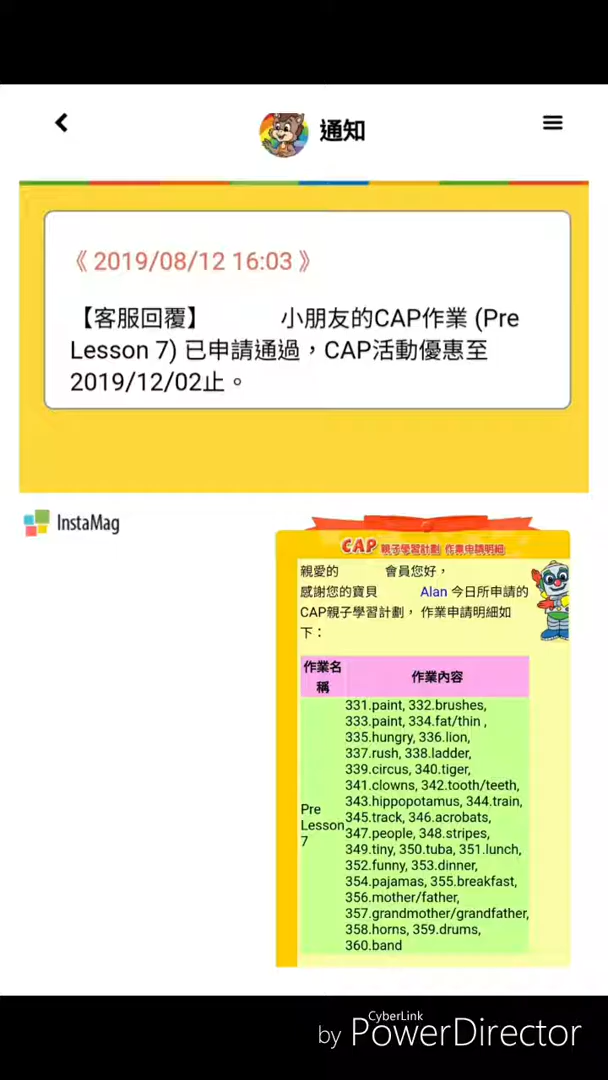 通知
《 2019/08/12 16:03 》
【客服回覆】 小朋友的CAP作業 (Pre
Lesson 7) 已申請通過，CAP活動優惠至
2019/12/02止。
InstaMag
CAP 親子學習計劃 作業申請明細
親愛的 會員您好，
感謝您的寶貝 Alan 今日所申請的
CAP親子學習計劃， 作業申請明細如
下：
作業名
稱
作業內容
Pre
Lesson
7
331.paint, 332.brushes,
333.paint, 334.fat/thin ,
335.hungry, 336.lion,
337.rush, 338.ladder,
339.circus, 340.tiger,
341.clowns, 342.tooth/teeth,
343.hippopotamus, 344.train,
345.track, 346.acrobats,
347.people, 348.stripes,
349.tiny, 350.tuba, 351.lunch,
352.funny, 353.dinner,
354.pajamas, 355.breakfast,
356.mother/father,
357.grandmother/grandfather,
358.horns, 359.drums,
360.band
CyberLink
by PowerDirector